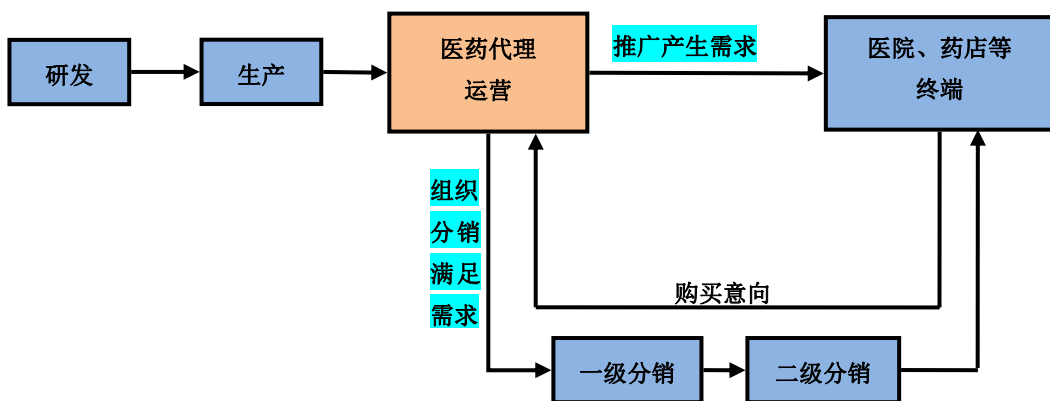 研发
生产
医药代理
运营
推广产生需求
医院、药店等
终端
组织
分销
满足
需求
购买意向
一级分销
二级分销